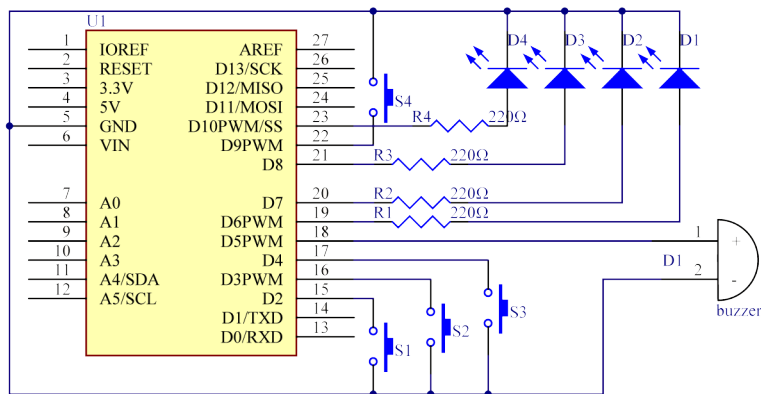 U1
1 IOREF AREF 27
2 RESET D13/SCK 26
3 3.3V D12/MISO 25
4 5V D11/MOSI 24
5 GND D10PWM/SS 23
6 VIN D9PWM 22
D8 21
7 A0 D7 20
8 A1 D6PWM 19
9 A2 D5PWM 18
10 A3 D4 17
11 A4/SDA D3PWM 16
12 A5/SCL D2 15
D1/TXD 14
D0/RXD 13
S4
D4 D3 D2 D1
R4 220Ω
R3 220Ω
R2 220Ω
R1 220Ω
1 +
D1 2 -
buzzer
S1 S2 S3